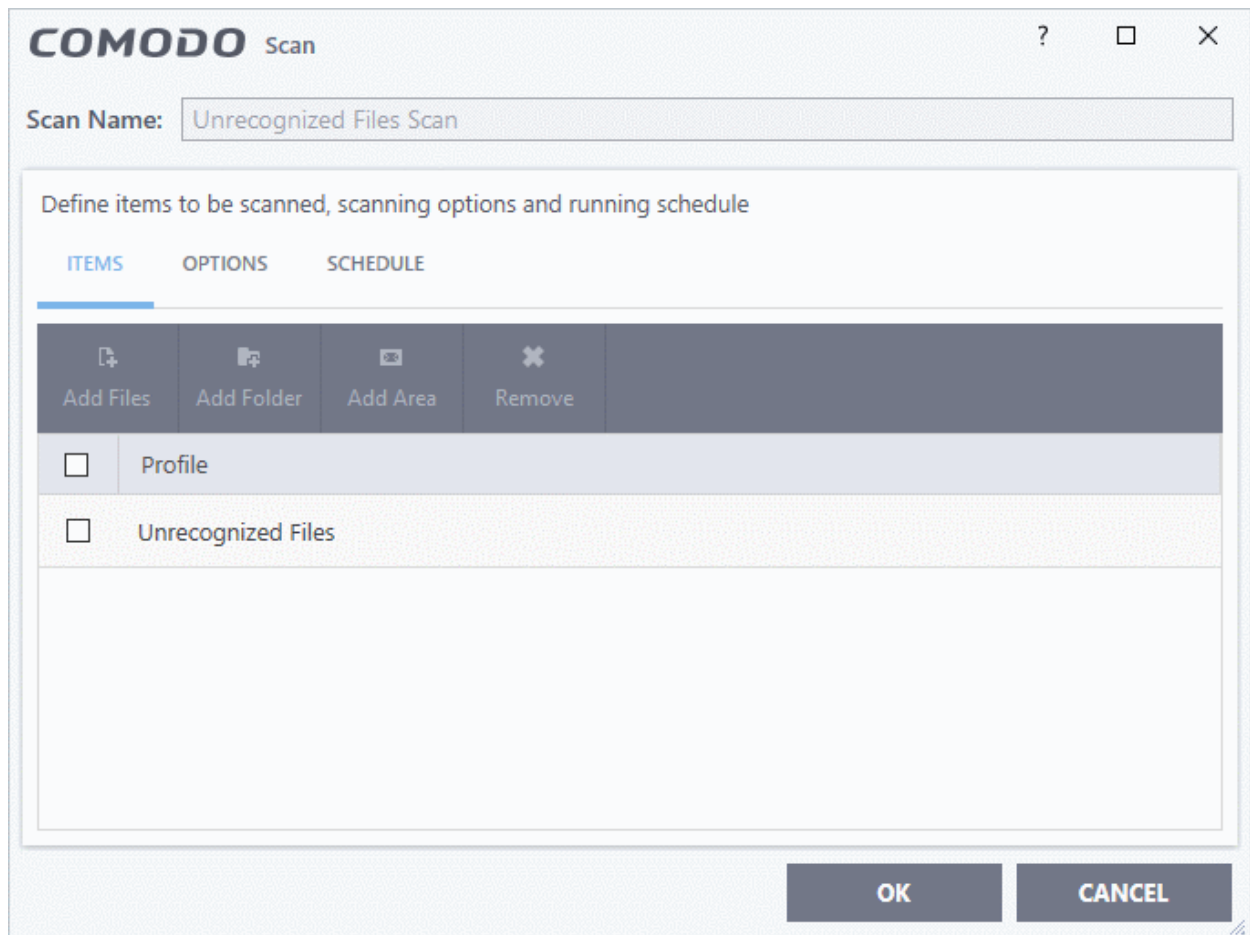 COMODO Scan ?
Scan Name: Unrecognized Files Scan
Define items to be scanned, scanning options and running schedule
ITEMS OPTIONS SCHEDULE
Add Files Add Folder Add Area Remove
Profile
Unrecognized Files
OK CANCEL